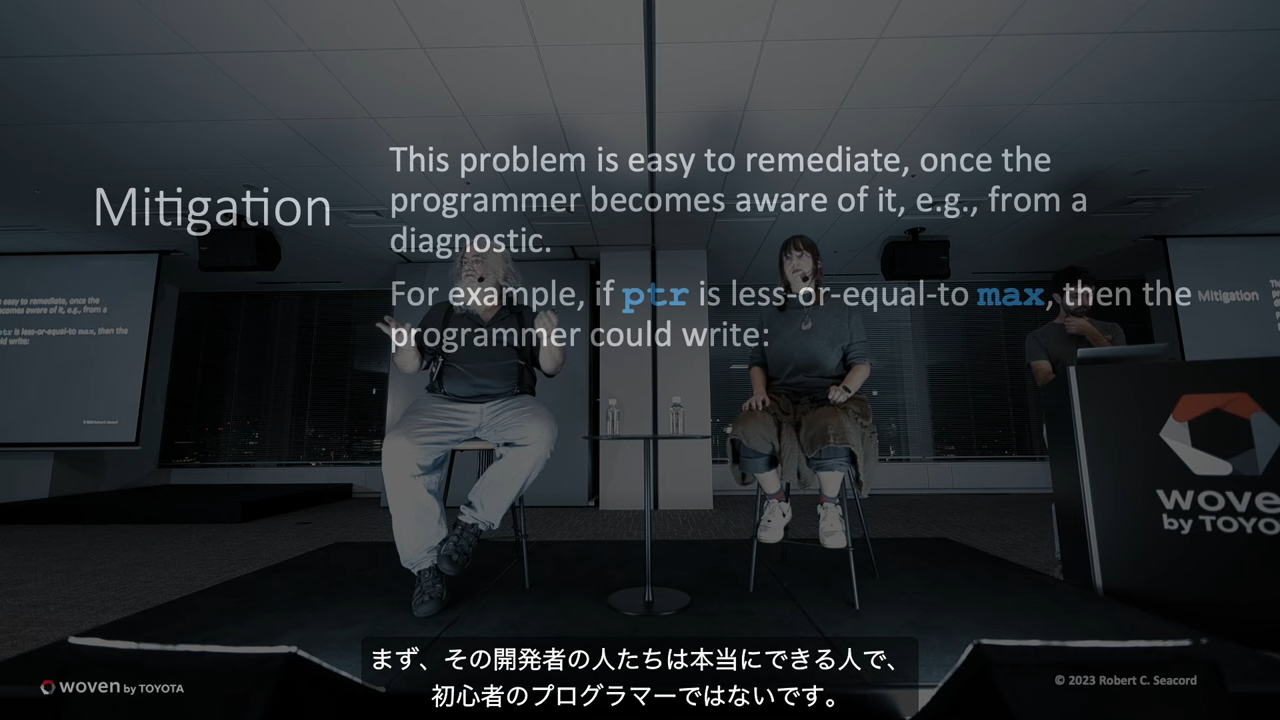 Mitigation
This problem is easy to remediate, once the
programmer becomes aware of it, e.g., from a
diagnostic.
For example, if ptr is less-or-equal-to max, then the
programmer could write:
Mitigation
woven
by TOYO
まず、その開発者の人たちは本当にできる人で、
初心者のプログラマーではないです。
woven by TOYOTA
© 2023 Robert C. Seacord